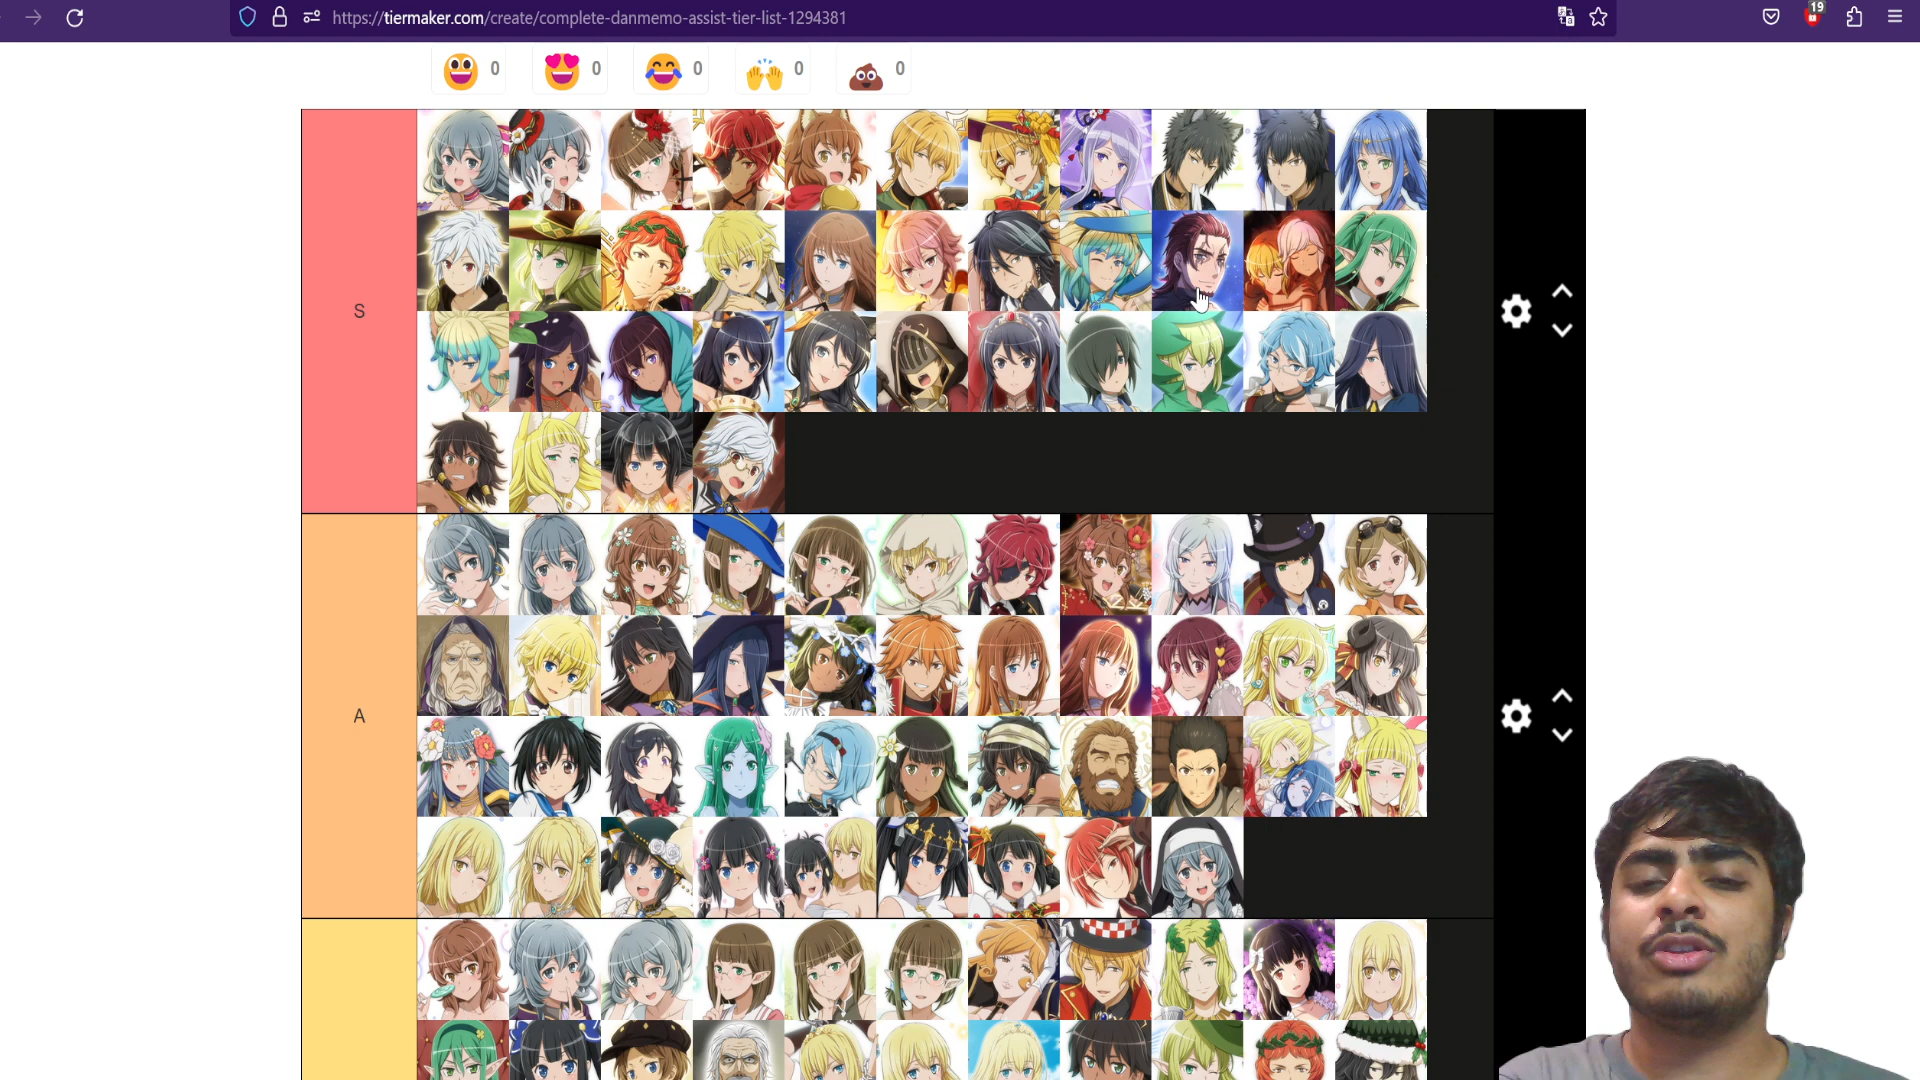 https://tiermaker.com/create/complete-danmemo-assist-tier-list-1294381
19
0 0 0 0 0
S
A